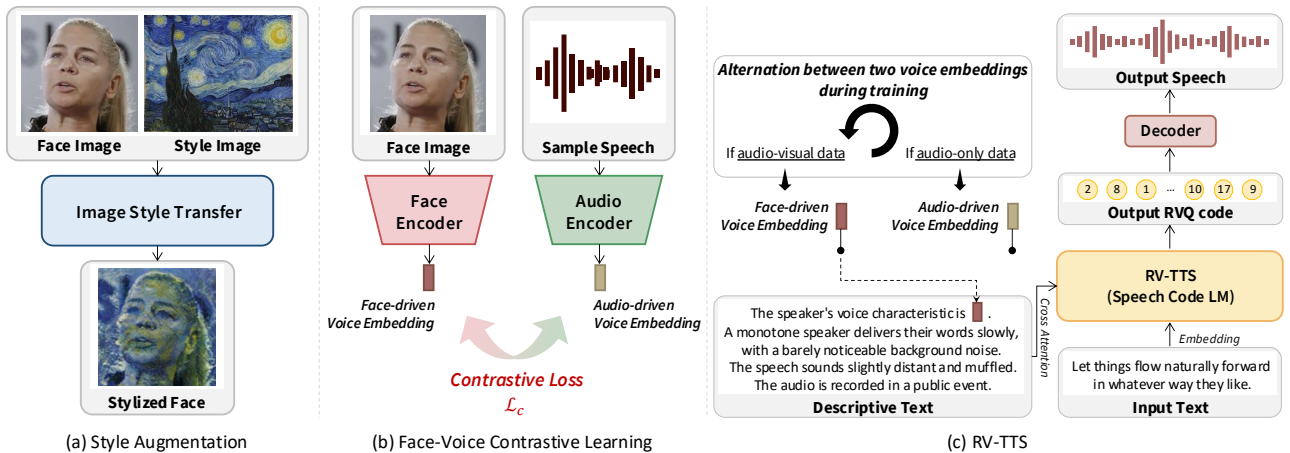 Face Image
Style Image
Image Style Transfer
Stylized Face
(a) Style Augmentation
Face Image
Sample Speech
Face
Encoder
Audio
Encoder
Face-driven
Voice Embedding
Audio-driven
Voice Embedding
Contrastive Loss
ℒc
(b) Face-Voice Contrastive Learning
Alternation between two voice embeddings
during training
If audio-visual data
If audio-only data
Face-driven
Voice Embedding
Audio-driven
Voice Embedding
The speaker's voice characteristic is .
A monotone speaker delivers their words slowly,
with a barely noticeable background noise.
The speech sounds slightly distant and muffled.
The audio is recorded in a public event.
Descriptive Text
Cross Attention
Output Speech
Decoder
2 8 1 ... 10 17 9
Output RVQ code
RV-TTS
(Speech Code LM)
Embedding
Let things flow naturally forward
in whatever way they like.
Input Text
(c) RV-TTS